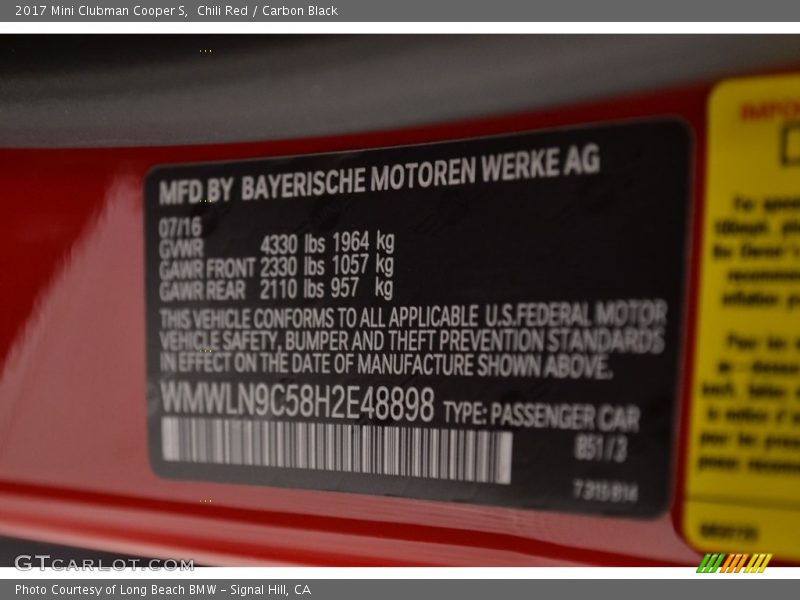 2017 Mini Clubman Cooper S, Chili Red / Carbon Black
MFD BY BAYERISCHE MOTOREN WERKE AG
07/16
GVWR 4330 lbs 1964 kg
GAWR FRONT 2330 lbs 1057 kg
GAWR REAR 2110 lbs 957 kg
THIS VEHICLE CONFORMS TO ALL APPLICABLE U.S.FEDERAL MOTOR
VEHICLE SAFETY, BUMPER AND THEFT PREVENTION STANDARDS
IN EFFECT ON THE DATE OF MANUFACTURE SHOWN ABOVE.
WMWLN9C58H2E48898 TYPE: PASSENGER CAR
851/3
7 319 814
GTcarlot.com
Photo Courtesy of Long Beach BMW - Signal Hill, CA